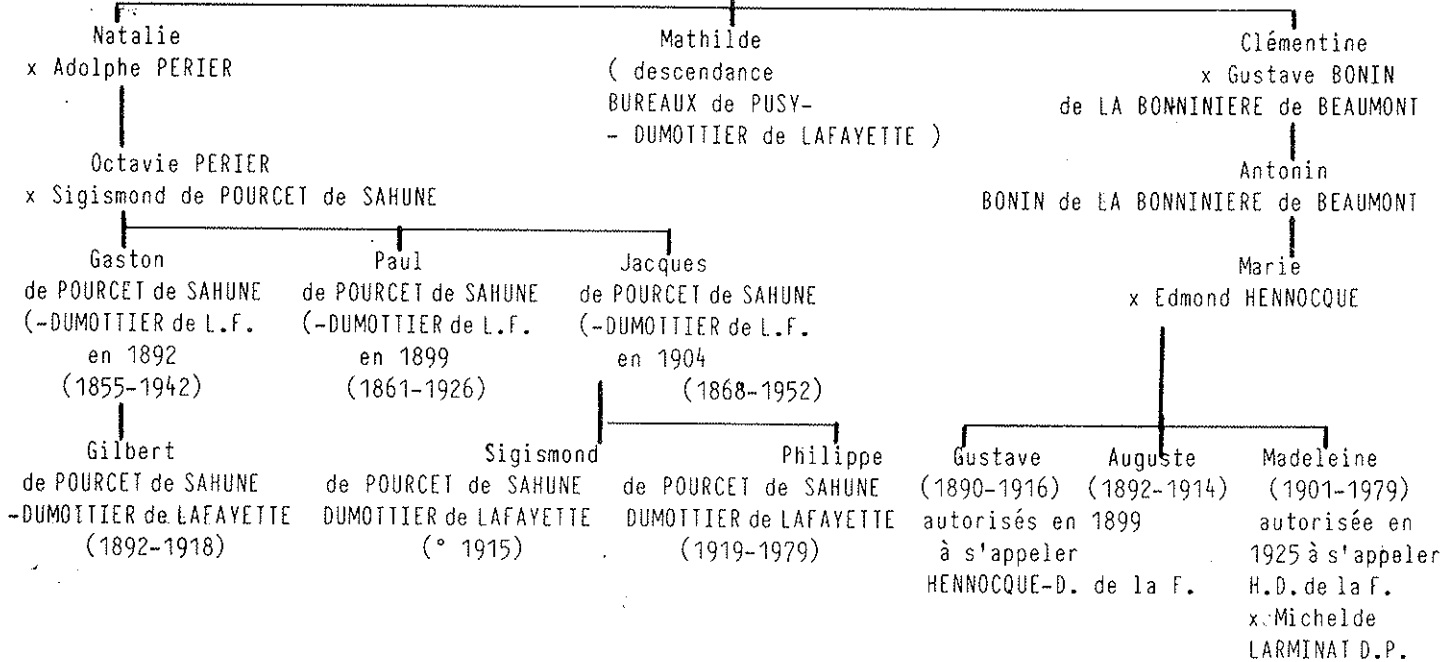 Natalie
x Adolphe PERIER
Mathilde
( descendance
BUREAUX de PUSY-
- DUMOTTIER de LAFAYETTE )
Clémentine
x Gustave BONIN
de LA BONNINIERE de BEAUMONT
Octavie PERIER
x Sigismond de POURCET de SAHUNE
Antonin
BONIN de LA BONNINIERE de BEAUMONT
Gaston
de POURCET de SAHUNE
(-DUMOTTIER de L.F.
en 1892
(1855-1942)
Paul
de POURCET de SAHUNE
(-DUMOTTIER de L.F.
en 1899
(1861-1926)
Jacques
de POURCET de SAHUNE
(-DUMOTTIER de L.F.
en 1904
(1868-1952)
Marie
x Edmond HENNOCQUE
Gilbert
de POURCET de SAHUNE
-DUMOTTIER de LAFAYETTE
(1892-1918)
Sigismond
de POURCET de SAHUNE
DUMOTTIER de LAFAYETTE
(° 1915)
Philippe
de POURCET de SAHUNE
DUMOTTIER de LAFAYETTE
(1919-1979)
Gustave
(1890-1916)
Auguste
(1892-1914)
autorisés en 1899
à s'appeler
HENNOCQUE-D. de la F.
Madeleine
(1901-1979)
autorisée en
1925 à s'appeler
H.D. de la F.
x Michelde
LARMINAT D.P.